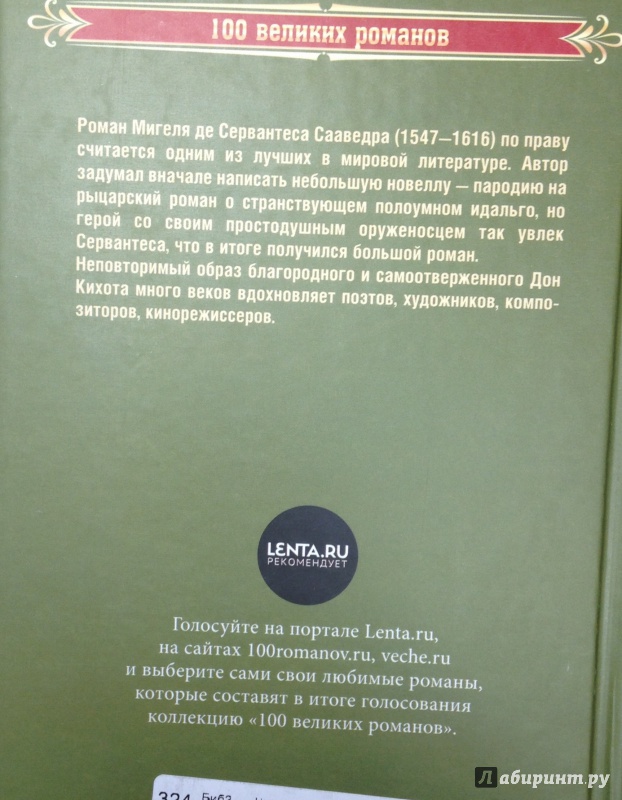 100 великих романов
Роман Мигеля де Сервантеса Сааведра (1547—1616) по праву
считается одним из лучших в мировой литературе. Автор
задумал вначале написать небольшую новеллу — пародию на
рыцарский роман о странствующем полоумном идальго, но
герой со своим простодушным оруженосцем так увлек
Сервантеса, что в итоге получился большой роман.
Неповторимый образ благородного и самоотверженного Дон
Кихота много веков вдохновляет поэтов, художников, компо-
зиторов, кинорежиссеров.
LENTA.RU
РЕКОМЕНДУЕТ
Голосуйте на портале Lenta.ru,
на сайтах 100romanov.ru, veche.ru
и выберите сами свои любимые романы,
которые составят в итоге голосования
коллекцию «100 великих романов».
324
Лабиринт.ру